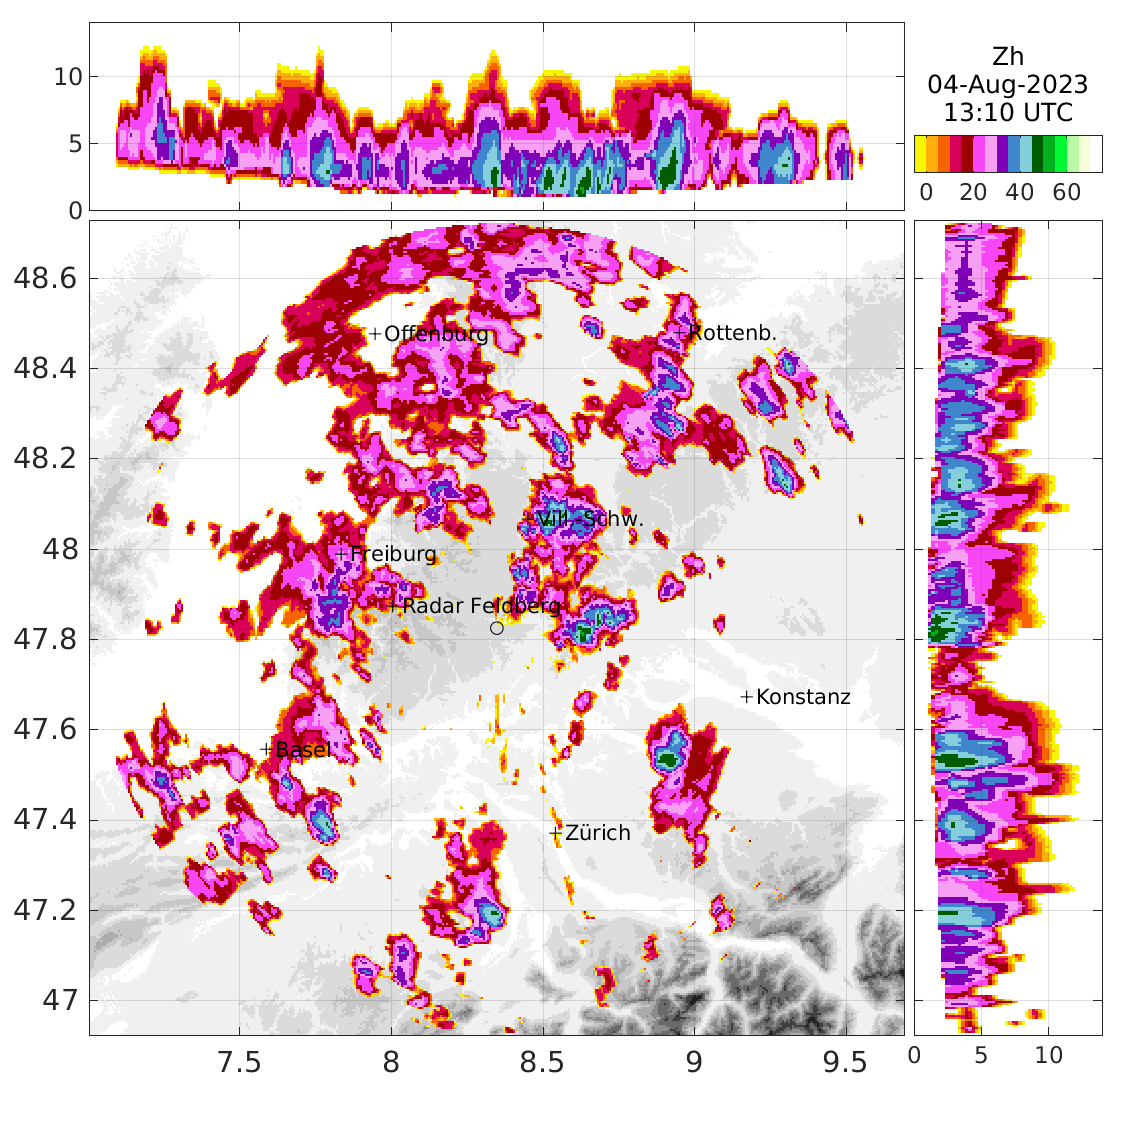 10
5
0
Zh
04-Aug-2023
13:10 UTC
0 20 40 60
48.6
48.4
48.2
48
47.8
47.6
47.4
47.2
47
+Offenburg
+Rottenb.
+Vill.-Schw.
+Freiburg
+Radar Feldberg
+Konstanz
+Basel
+Zürich
7.5 8 8.5 9 9.5
0 5 10